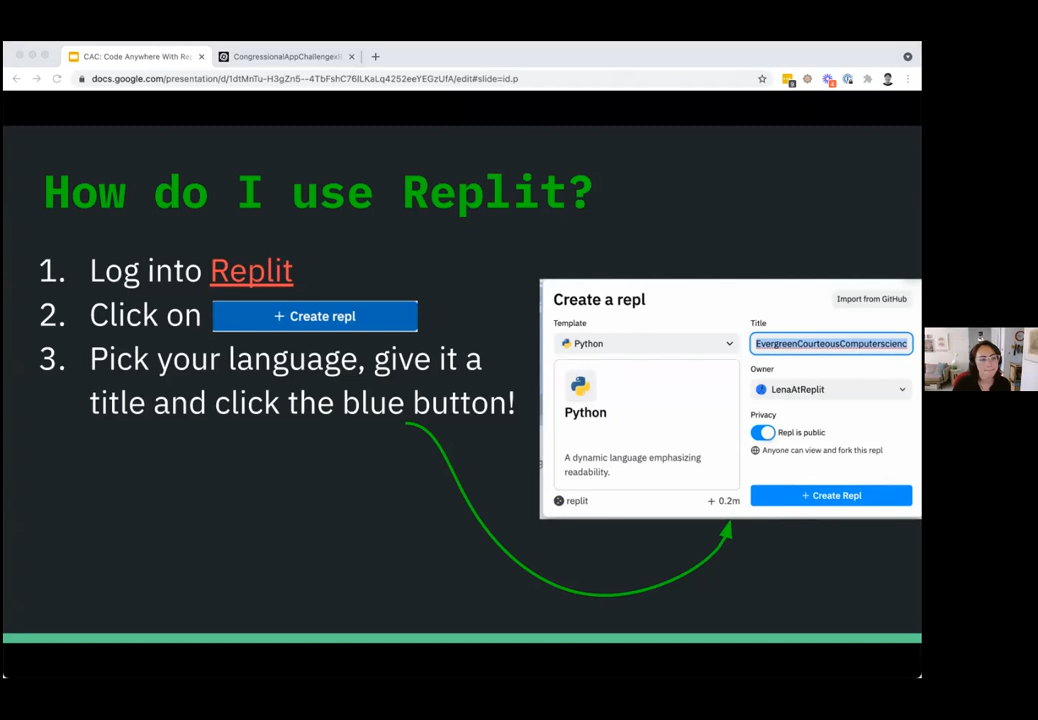 CAC: Code Anywhere With Rep
CongressionalAppChallengex
docs.google.com/presentation/d/1dtMnTu-H3gZn5--4TbFshC76ILKaLq4252eeYEGzUfA/edit#slide=id.p
How do I use Replit?
1. Log into Replit
2. Click on + Create repl
3. Pick your language, give it a
title and click the blue button!
Create a repl
Import from GitHub
Template
Title
Python
EvergreenCourteousComputerscienc
Owner
LenaAtReplit
Python
Privacy
Repl is public
A dynamic language emphasizing
readability.
Anyone can view and fork this repl
replit
+ 0.2m
+ Create Repl